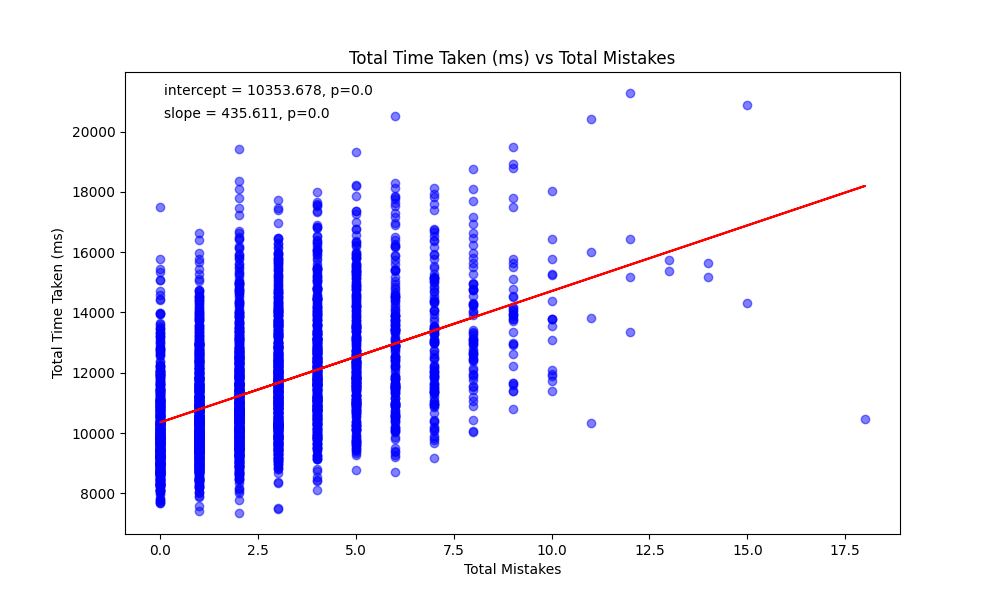 Total Time Taken (ms) vs Total Mistakes
intercept = 10353.678, p=0.0
slope = 435.611, p=0.0
Total Time Taken (ms)
20000
18000
16000
14000
12000
10000
8000
0.0 2.5 5.0 7.5 10.0 12.5 15.0 17.5
Total Mistakes